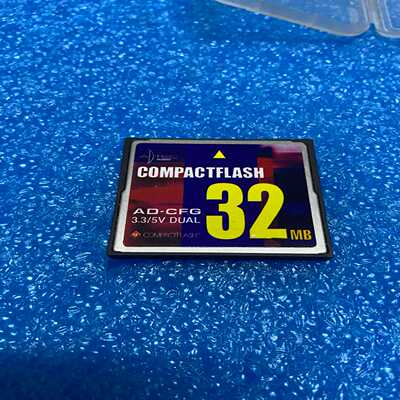 COMPACTFLASH
AD-CFG
3.3/5V DUAL
32 MB
COMPACTFLASH